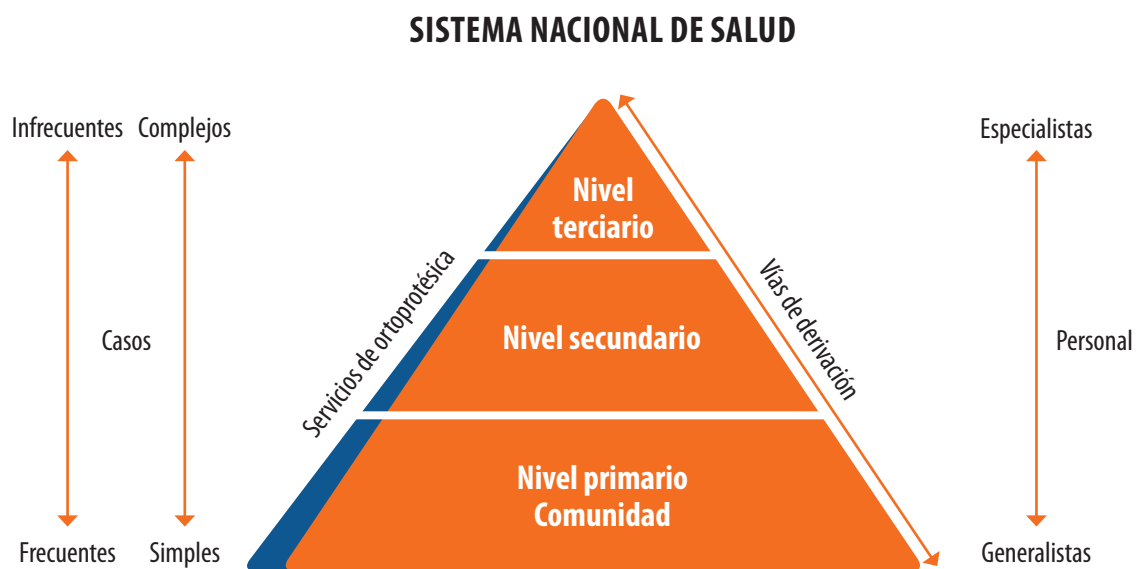 SISTEMA NACIONAL DE SALUD
Infrecuentes
Complejos
Especialistas
Nivel
terciario
Servicios de ortoprotésica
Vías de derivación
Casos
Nivel secundario
Personal
Nivel primario
Comunidad
Frecuentes
Simples
Generalistas